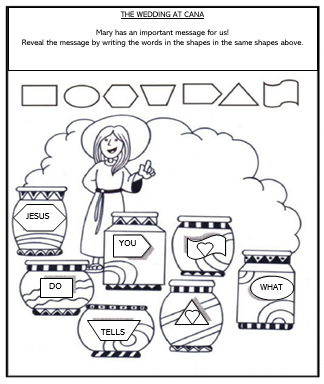 THE WEDDING AT CANA
Mary has an important message for us!
Reveal the message by writing the words in the shapes in the same shapes above.
JESUS
YOU
DO
WHAT
TELLS